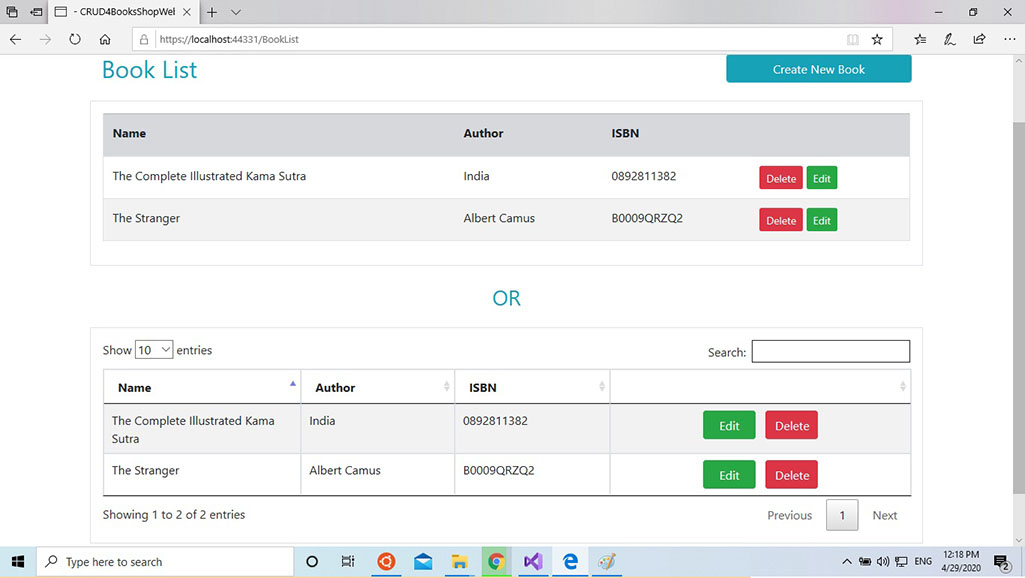 - CRUD4BooksShopWeb
https://localhost:44331/BookList
Book List
Create New Book
Name Author ISBN
The Complete Illustrated Kama Sutra India 0892811382 Delete Edit
The Stranger Albert Camus B0009QRZQ2 Delete Edit
OR
Show 10 entries Search:
Name Author ISBN
The Complete Illustrated Kama India 0892811382 Edit Delete
Sutra
The Stranger Albert Camus B0009QRZQ2 Edit Delete
Showing 1 to 2 of 2 entries Previous 1 Next
Type here to search
ENG
12:18 PM
4/29/2020
2